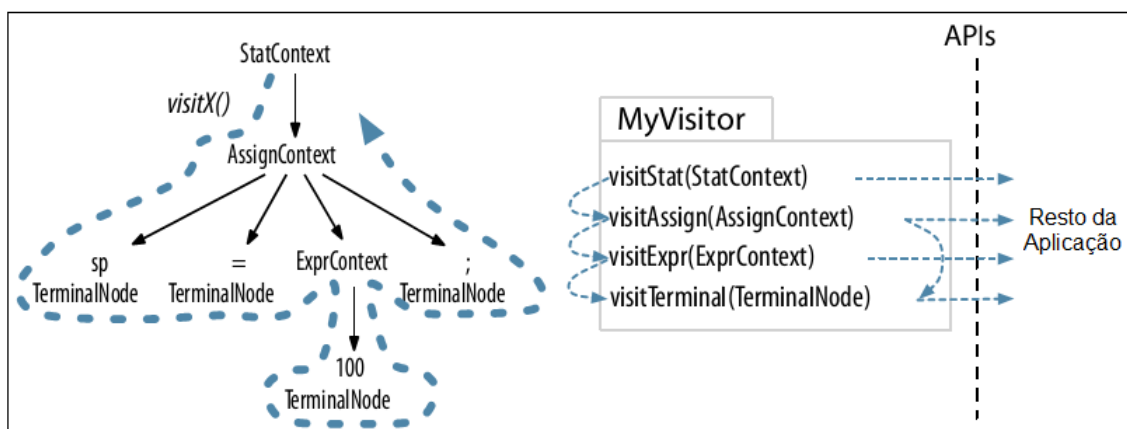 StatContext
visitX()
AssignContext
sp
TerminalNode
=
TerminalNode
ExprContext
;
TerminalNode
100
TerminalNode
MyVisitor
visitStat(StatContext)
visitAssign(AssignContext)
visitExpr(ExprContext)
visitTerminal(TerminalNode)
APIs
Resto da
Aplicação